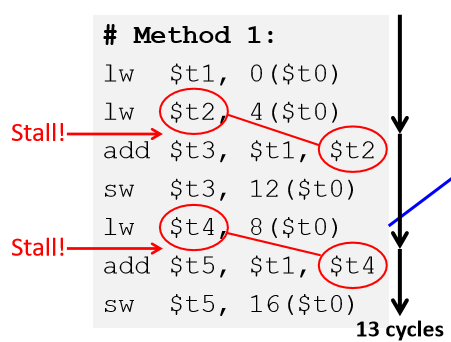 # Method 1:
lw $t1, 0($t0)
lw $t2, 4($t0)
Stall!
add $t3, $t1, $t2
sw $t3, 12($t0)
lw $t4, 8($t0)
Stall!
add $t5, $t1, $t4
sw $t5, 16($t0)
13 cycles